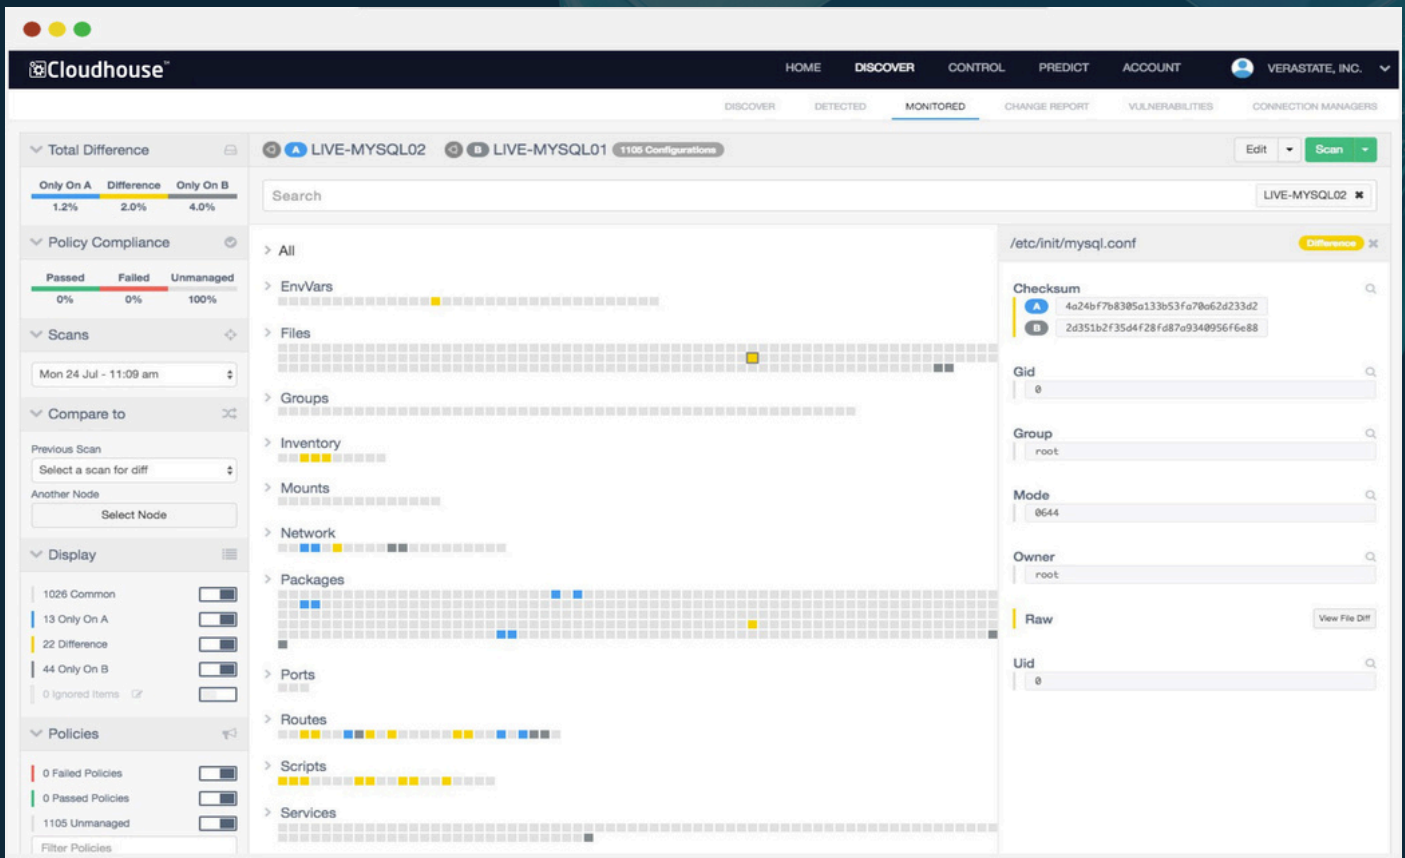 Cloudhouse™
HOME DISCOVER CONTROL PREDICT ACCOUNT VERASTATE, INC.
DISCOVER DETECTED MONITORED CHANGE REPORT VULNERABILITIES CONNECTION MANAGERS
Total Difference
Only On A Difference Only On B
1.2% 2.0% 4.0%
Policy Compliance
Passed Failed Unmanaged
0% 0% 100%
Scans
Mon 24 Jul - 11:09 am
Compare to
Previous Scan
Select a scan for diff
Another Node
Select Node
Display
1026 Common
13 Only On A
22 Difference
44 Only On B
0 Ignored Items
Policies
0 Failed Policies
0 Passed Policies
1105 Unmanaged
Filter Policies
A LIVE-MYSQL02 B LIVE-MYSQL01 1105 Configurations
Edit Scan
Search LIVE-MYSQL02 ✖
All
EnvVars
Files
Groups
Inventory
Mounts
Network
Packages
Ports
Routes
Scripts
Services
/etc/init/mysql.conf Difference ✖
Checksum
A 4a24bf7b8305a133b53fa70a62d233d2
B 2d351b2f35d4f28fd87a9340956f6e88
Gid
0
Group
root
Mode
0644
Owner
root
Raw View File Diff
Uid
0